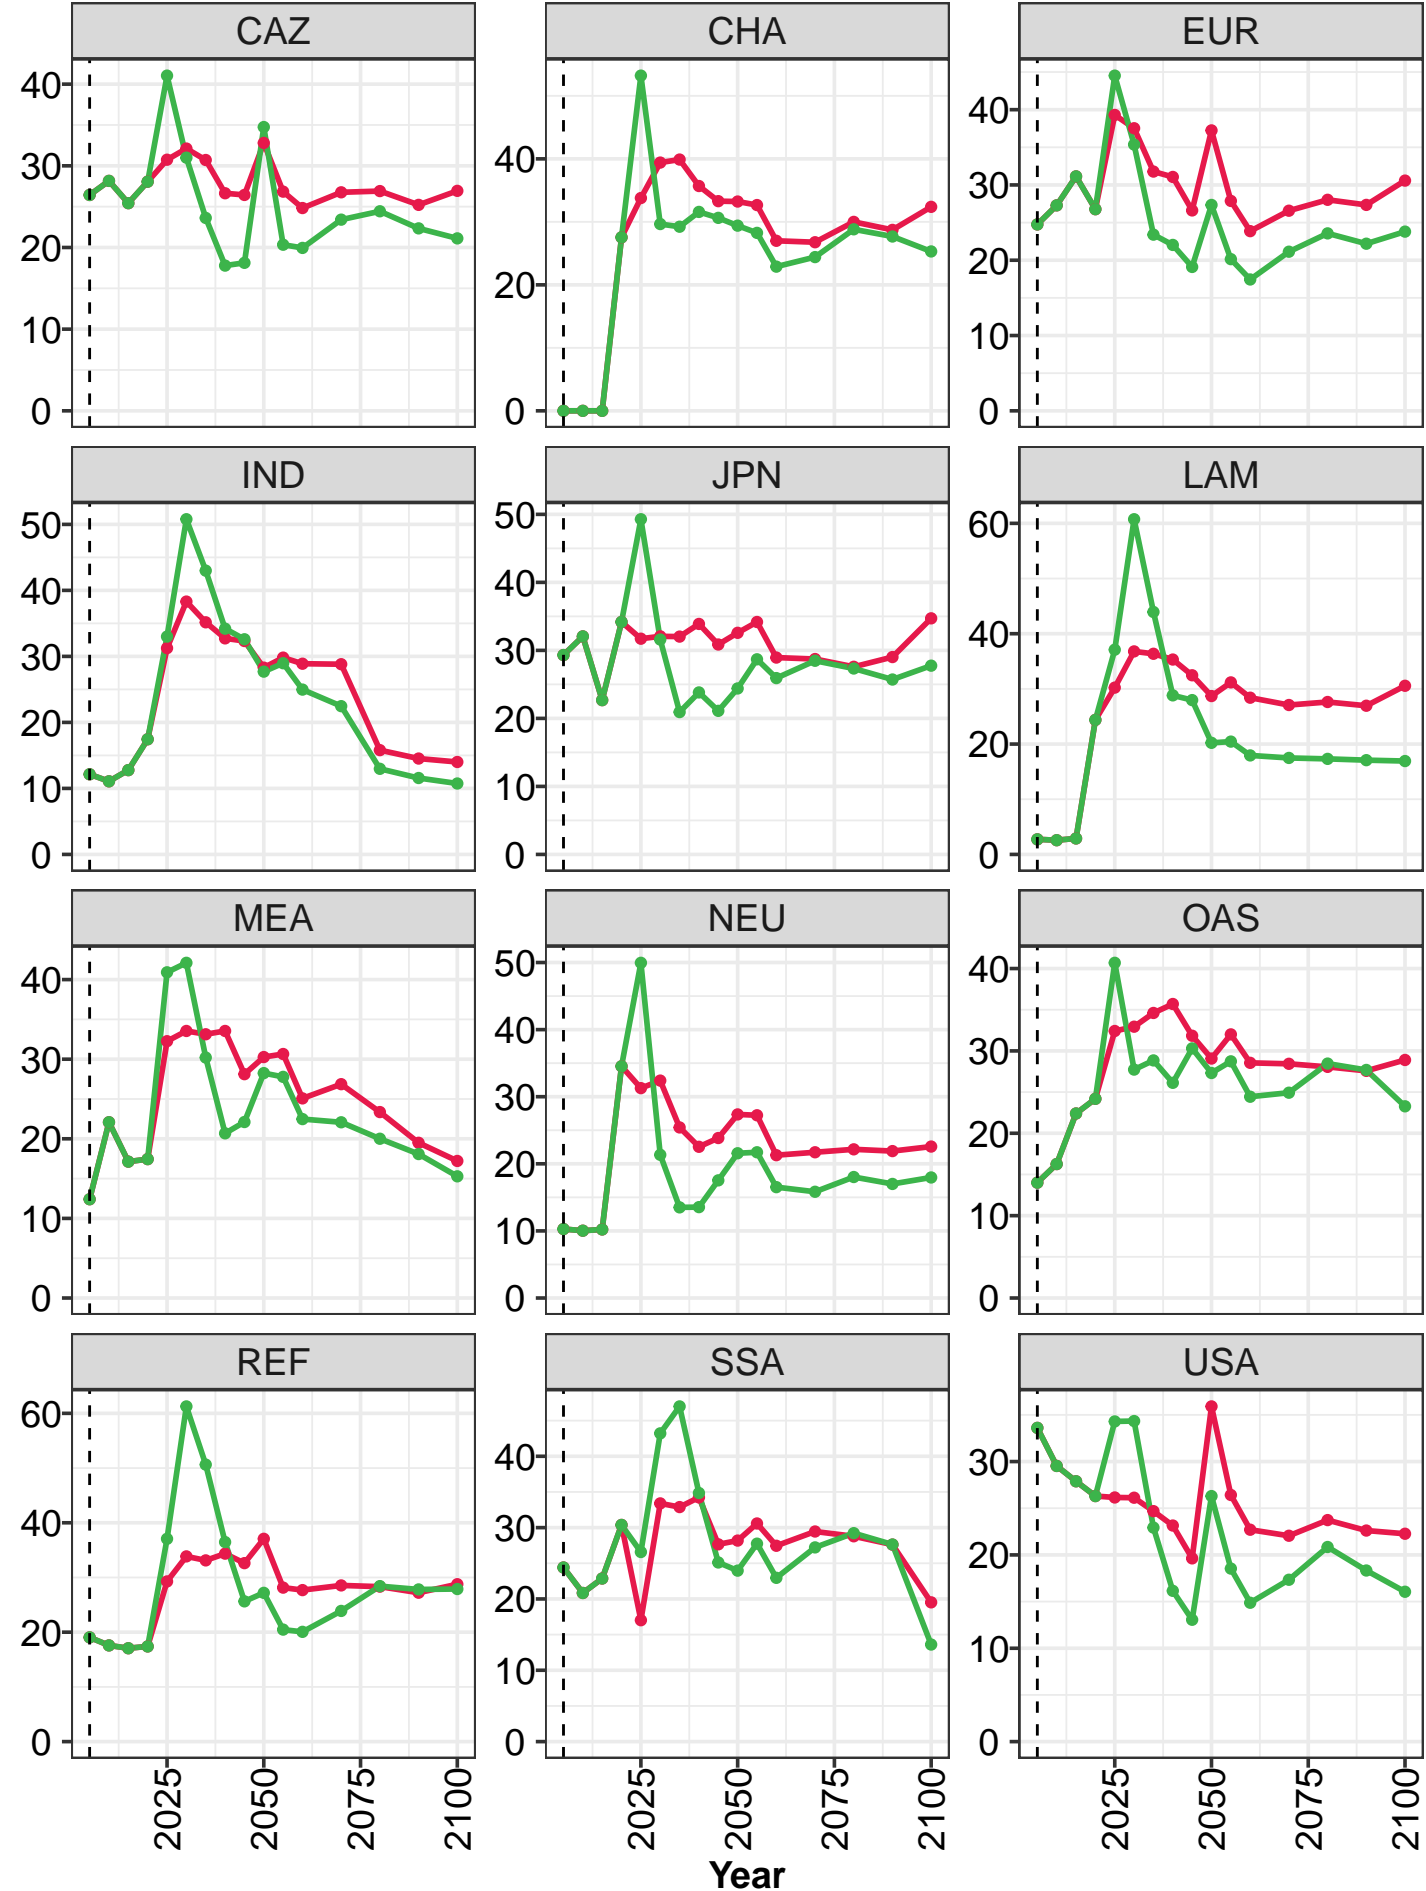 CAZ CHA EUR
40 30 20 10 0
40 20 0
40 30 20 10 0
IND JPN LAM
50 40 30 20 10 0
50 40 30 20 10 0
60 40 20 0
MEA NEU OAS
40 30 20 10 0
50 40 30 20 10 0
40 30 20 10 0
REF SSA USA
60 40 20 0
40 30 20 10 0
30 20 10 0
2025 2050 2075 2100 2025 2050 2075 2100 2025 2050 2075 2100
Year